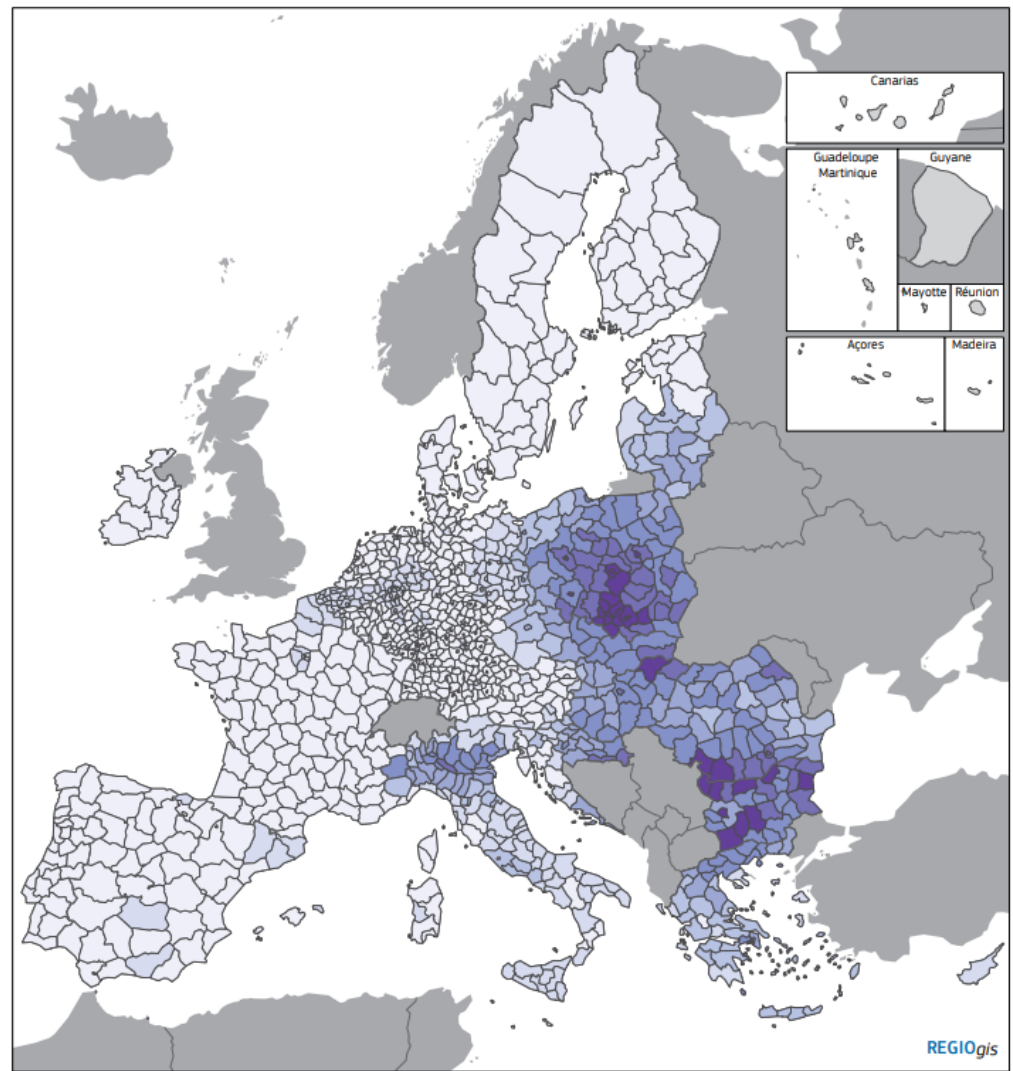 Canarias
Guadeloupe
Martinique
Guyane
Mayotte
Réunion
Açores
Madeira
REGIOgis